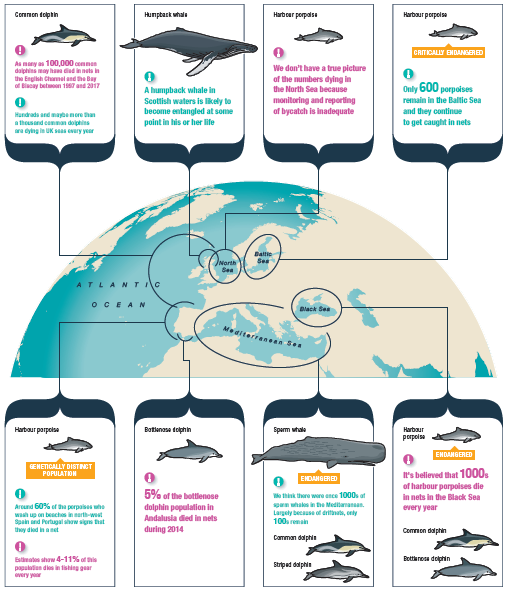 Common dolphin
As many as 100,000 common
dolphins may have died in nets in
the English Channel and the Bay
of Biscay between 1997 and 2017
Hundreds and maybe more than
a thousand common dolphins
are dying in UK seas every year
Humpback whale
A humpback whale in
Scottish waters is likely to
become entangled at some
point in his or her life
Harbour porpoise
We don't have a true picture
of the numbers dying in
the North Sea because
monitoring and reporting
of bycatch is inadequate
Harbour porpoise
CRITICALLY ENDANGERED
Only 600 porpoises
remain in the Baltic Sea
and they continue
to get caught in nets
ATLANTIC
OCEAN
North
Sea
Baltic
Sea
Black Sea
Mediterranean Sea
Harbour porpoise
GENETICALLY DISTINCT
POPULATION
Around 60% of the porpoises who
wash up on beaches in north-west
Spain and Portugal show signs that
they died in a net
Estimates show 4-11% of this
population dies in fishing gear
every year
Bottlenose dolphin
5% of the bottlenose
dolphin population in
Andalusia died in nets
during 2014
Sperm whale
ENDANGERED
We think there were once 1000s of
sperm whales in the Mediterranean.
Largely because of driftnets, only
100s remain
Common dolphin
Striped dolphin
Harbour
porpoise
ENDANGERED
It's believed that 1000s
of harbour porpoises die
in nets in the Black Sea
every year
Common dolphin
Bottlenose dolphin